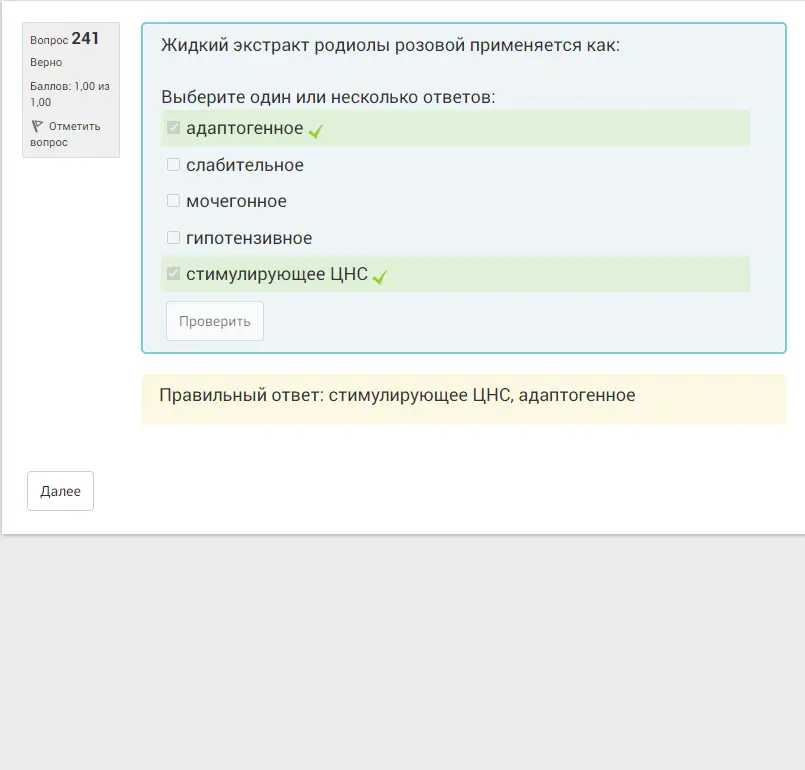 Вопрос 241
Верно
Баллов: 1,00 из
1,00
Отметить
вопрос
Жидкий экстракт родиолы розовой применяется как:
Выберите один или несколько ответов:
адаптогенное
слабительное
мочегонное
гипотензивное
стимулирующее ЦНС
Проверить
Правильный ответ: стимулирующее ЦНС, адаптогенное
Далее